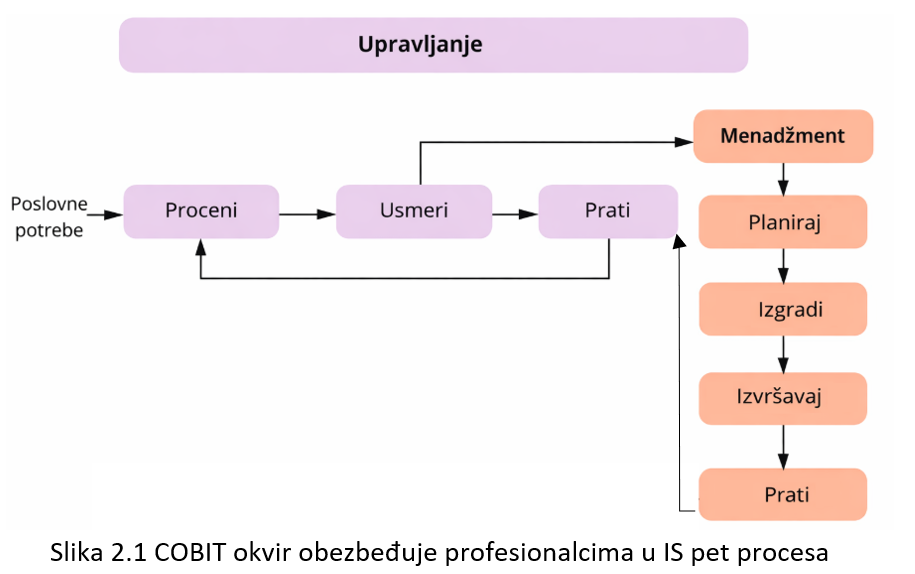 Upravljanje
Menadžment
Poslovne
potrebe
Proceni
Usmeri
Prati
Planiraj
Izgradi
Izvršavaj
Prati
Slika 2.1 COBIT okvir obezbeđuje profesionalcima u IS pet procesa